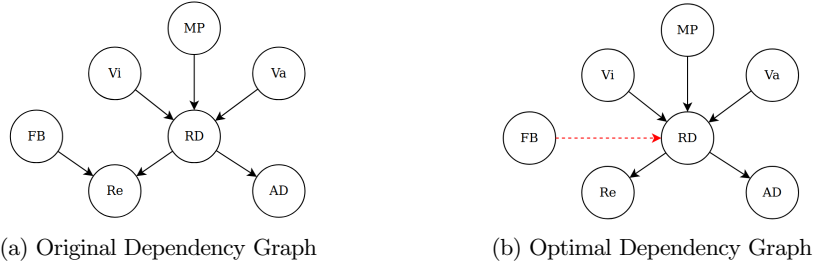 MP
Vi
Va
FB
RD
Re
AD
(a) Original Dependency Graph
MP
Vi
Va
FB
RD
Re
AD
(b) Optimal Dependency Graph